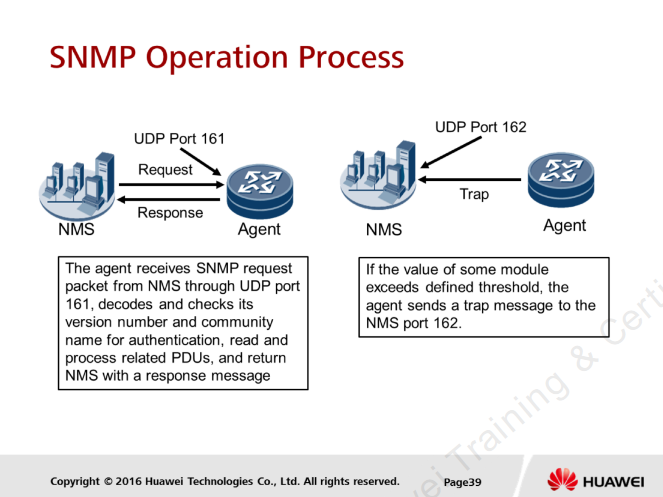 SNMP Operation Process
UDP Port 161
Request
Response
NMS
Agent
The agent receives SNMP request
packet from NMS through UDP port
161, decodes and checks its
version number and community
name for authentication, read and
process related PDUs, and return
NMS with a response message
UDP Port 162
Trap
NMS
Agent
If the value of some module
exceeds defined threshold, the
agent sends a trap message to the
NMS port 162.
Training & Certi
Copyright © 2016 Huawei Technologies Co., Ltd. All rights reserved.
Page39
HUAWEI